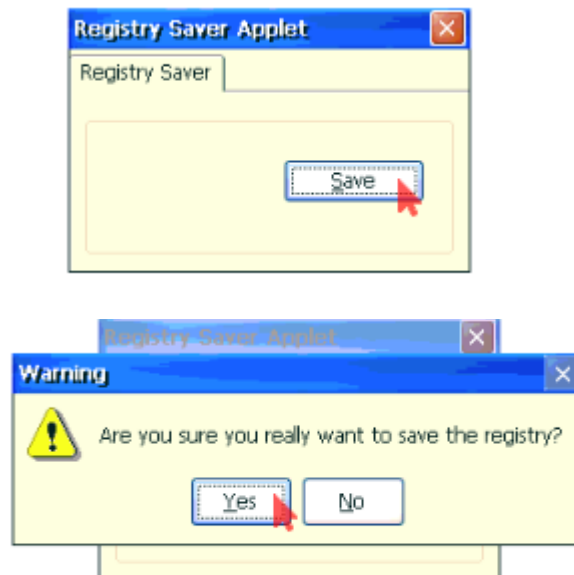 Registry Saver Applet
Registry Saver
Save
Registry Saver Applet
Warning
Are you sure you really want to save the registry?
Yes No